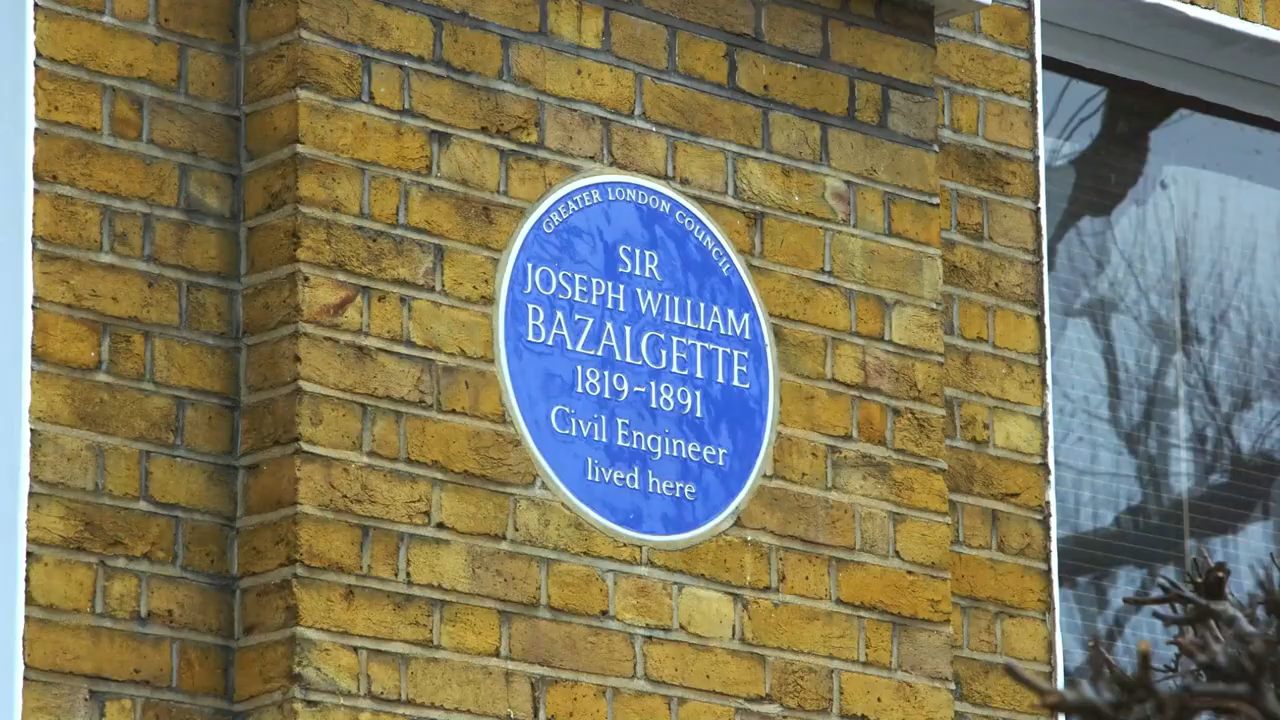 GREATER LONDON COUNCIL
SIR
JOSEPH WILLIAM
BAZALGETTE
1819-1891
Civil Engineer
lived here